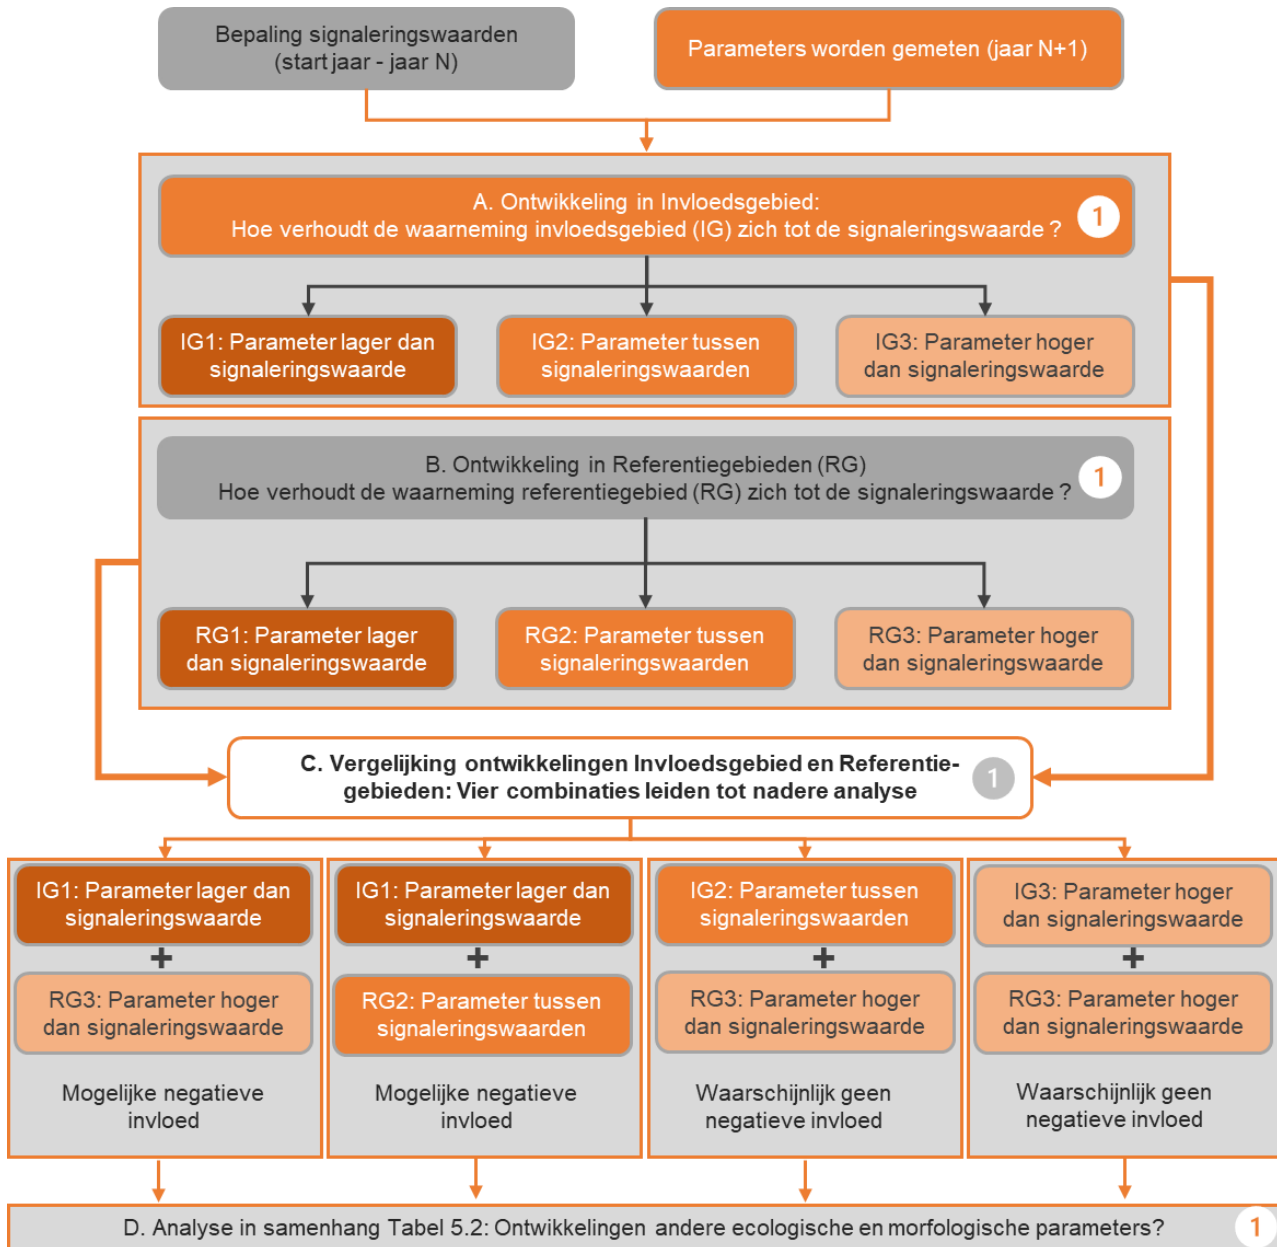 Bepaling signaleringswaarden
(start jaar - jaar N)
Parameters worden gemeten (jaar N+1)
A. Ontwikkeling in Invloedsgebied:
Hoe verhoudt de waarneming invloedsgebied (IG) zich tot de signaleringswaarde ?
1
IG1: Parameter lager dan
signaleringswaarde
IG2: Parameter tussen
signaleringswaarden
IG3: Parameter hoger
dan signaleringswaarde
B. Ontwikkeling in Referentiegebieden (RG)
Hoe verhoudt de waarneming referentiegebied (RG) zich tot de signaleringswaarde ?
1
RG1: Parameter lager
dan signaleringswaarde
RG2: Parameter tussen
signaleringswaarden
RG3: Parameter hoger
dan signaleringswaarde
C. Vergelijking ontwikkelingen Invloedsgebied en Referentie-
gebieden: Vier combinaties leiden tot nadere analyse
1
IG1: Parameter lager dan
signaleringswaarde
+
RG3: Parameter hoger
dan signaleringswaarde
Mogelijke negatieve
invloed
IG1: Parameter lager dan
signaleringswaarde
+
RG2: Parameter tussen
signaleringswaarden
Mogelijke negatieve
invloed
IG2: Parameter tussen
signaleringswaarden
+
RG3: Parameter hoger
dan signaleringswaarde
Waarschijnlijk geen
negatieve invloed
IG3: Parameter hoger
dan signaleringswaarde
+
RG3: Parameter hoger
dan signaleringswaarde
Waarschijnlijk geen
negatieve invloed
D. Analyse in samenhang Tabel 5.2: Ontwikkelingen andere ecologische en morfologische parameters?
1